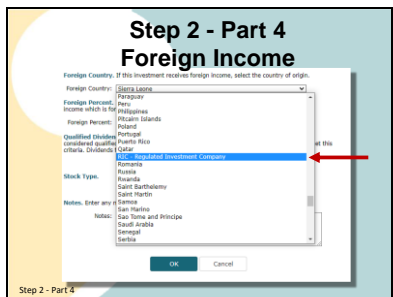 Step 2 - Part 4
Foreign Income
Foreign Country. If this investment receives foreign income, select the country of origin.
Foreign Country: Sierra Leone
Paraguay
Foreign Percent.
Peru
income which is for
Philippines
Pitcairn Islands
Foreign Percent:
Poland
Portugal
Qualified Dividen
Puerto Rico
considered qualifie
et this
Qatar
criteria. Dividends
RIC - Regulated Investment Company
Romania
Russia
Stock Type.
Rwanda
Saint Barthelemy
Saint Martin
Notes. Enter any n
Samoa
San Marino
Notes:
Sao Tome and Principe
Saudi Arabia
Senegal
Serbia
OK Cancel
Step 2 - Part 4